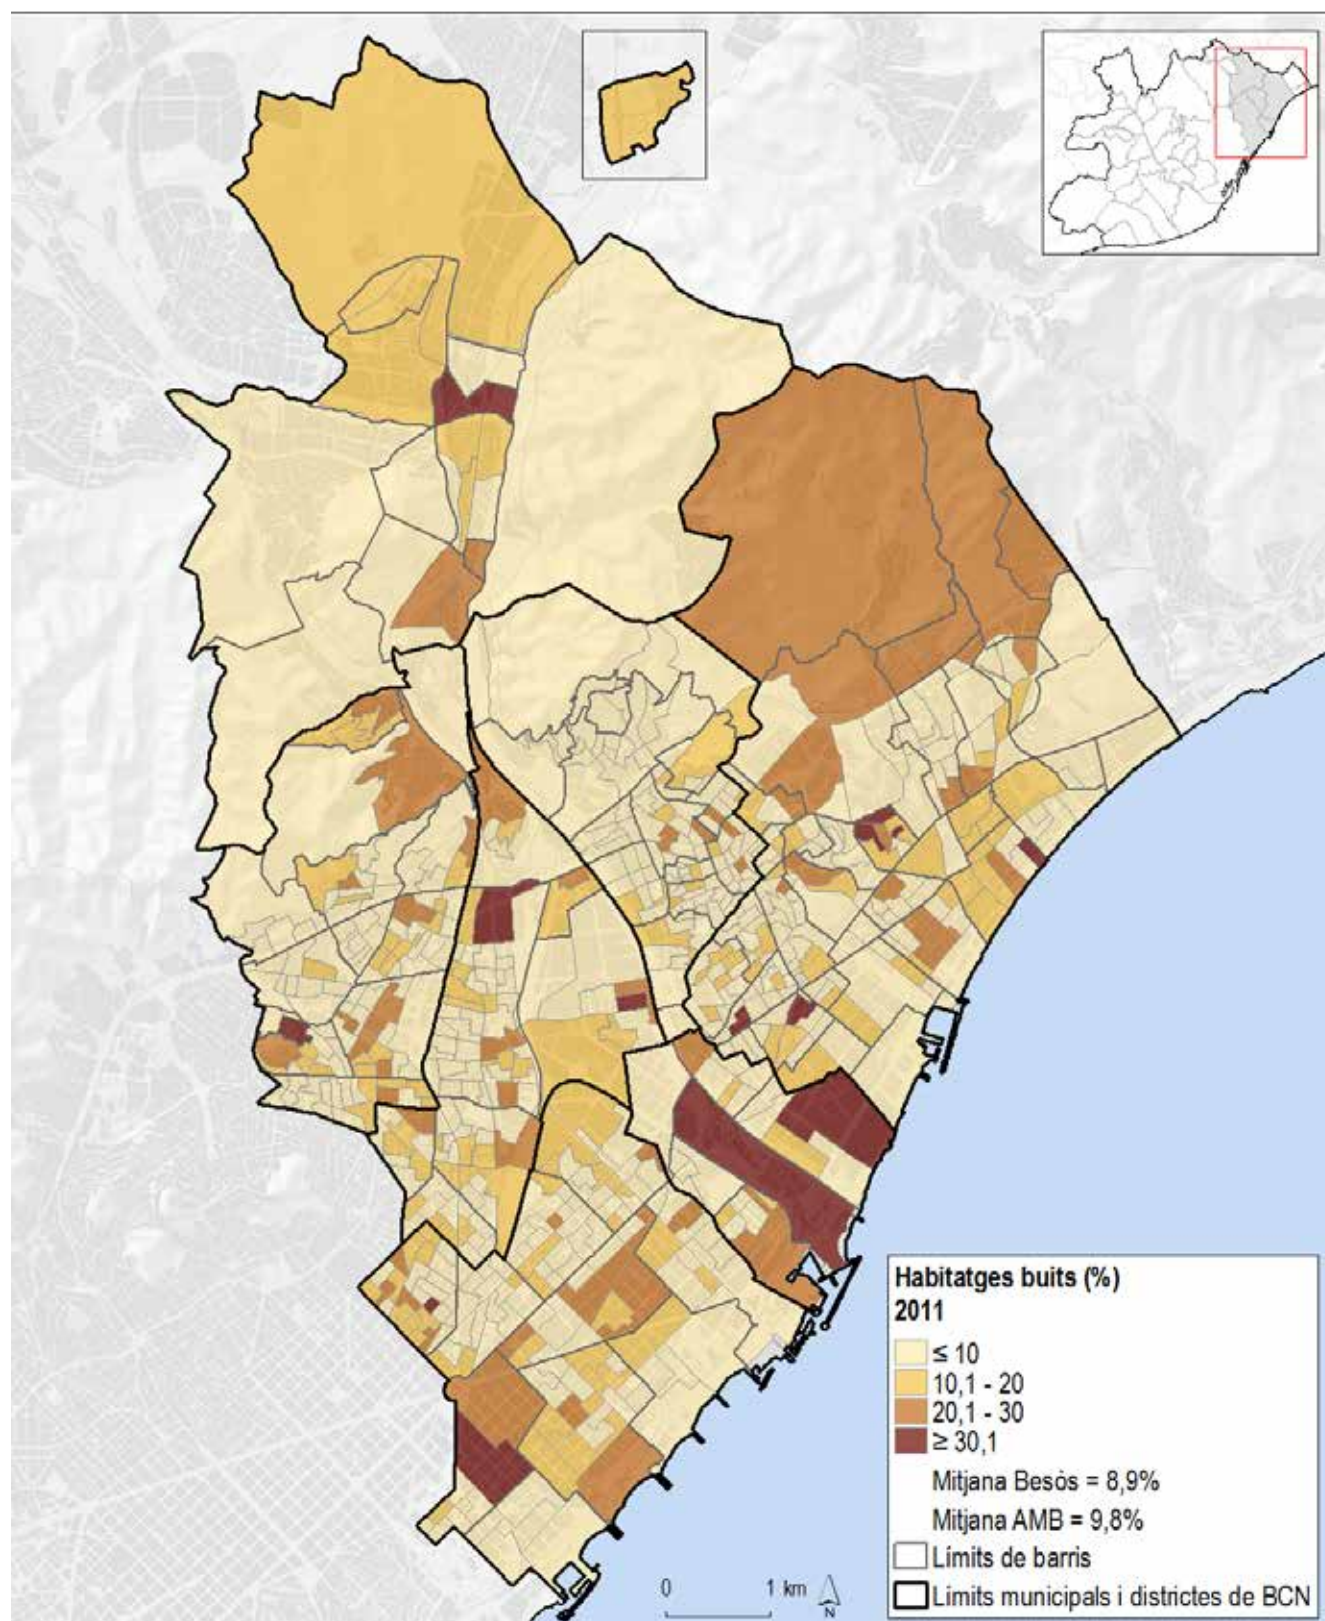 Habitatges buits (%)
2011
≤ 10
10,1 - 20
20,1 - 30
≥ 30,1
Mitjana Besòs = 8,9%
Mitjana AMB = 9,8%
Límits de barris
Límits municipals i districtes de BCN
0 1 km
N